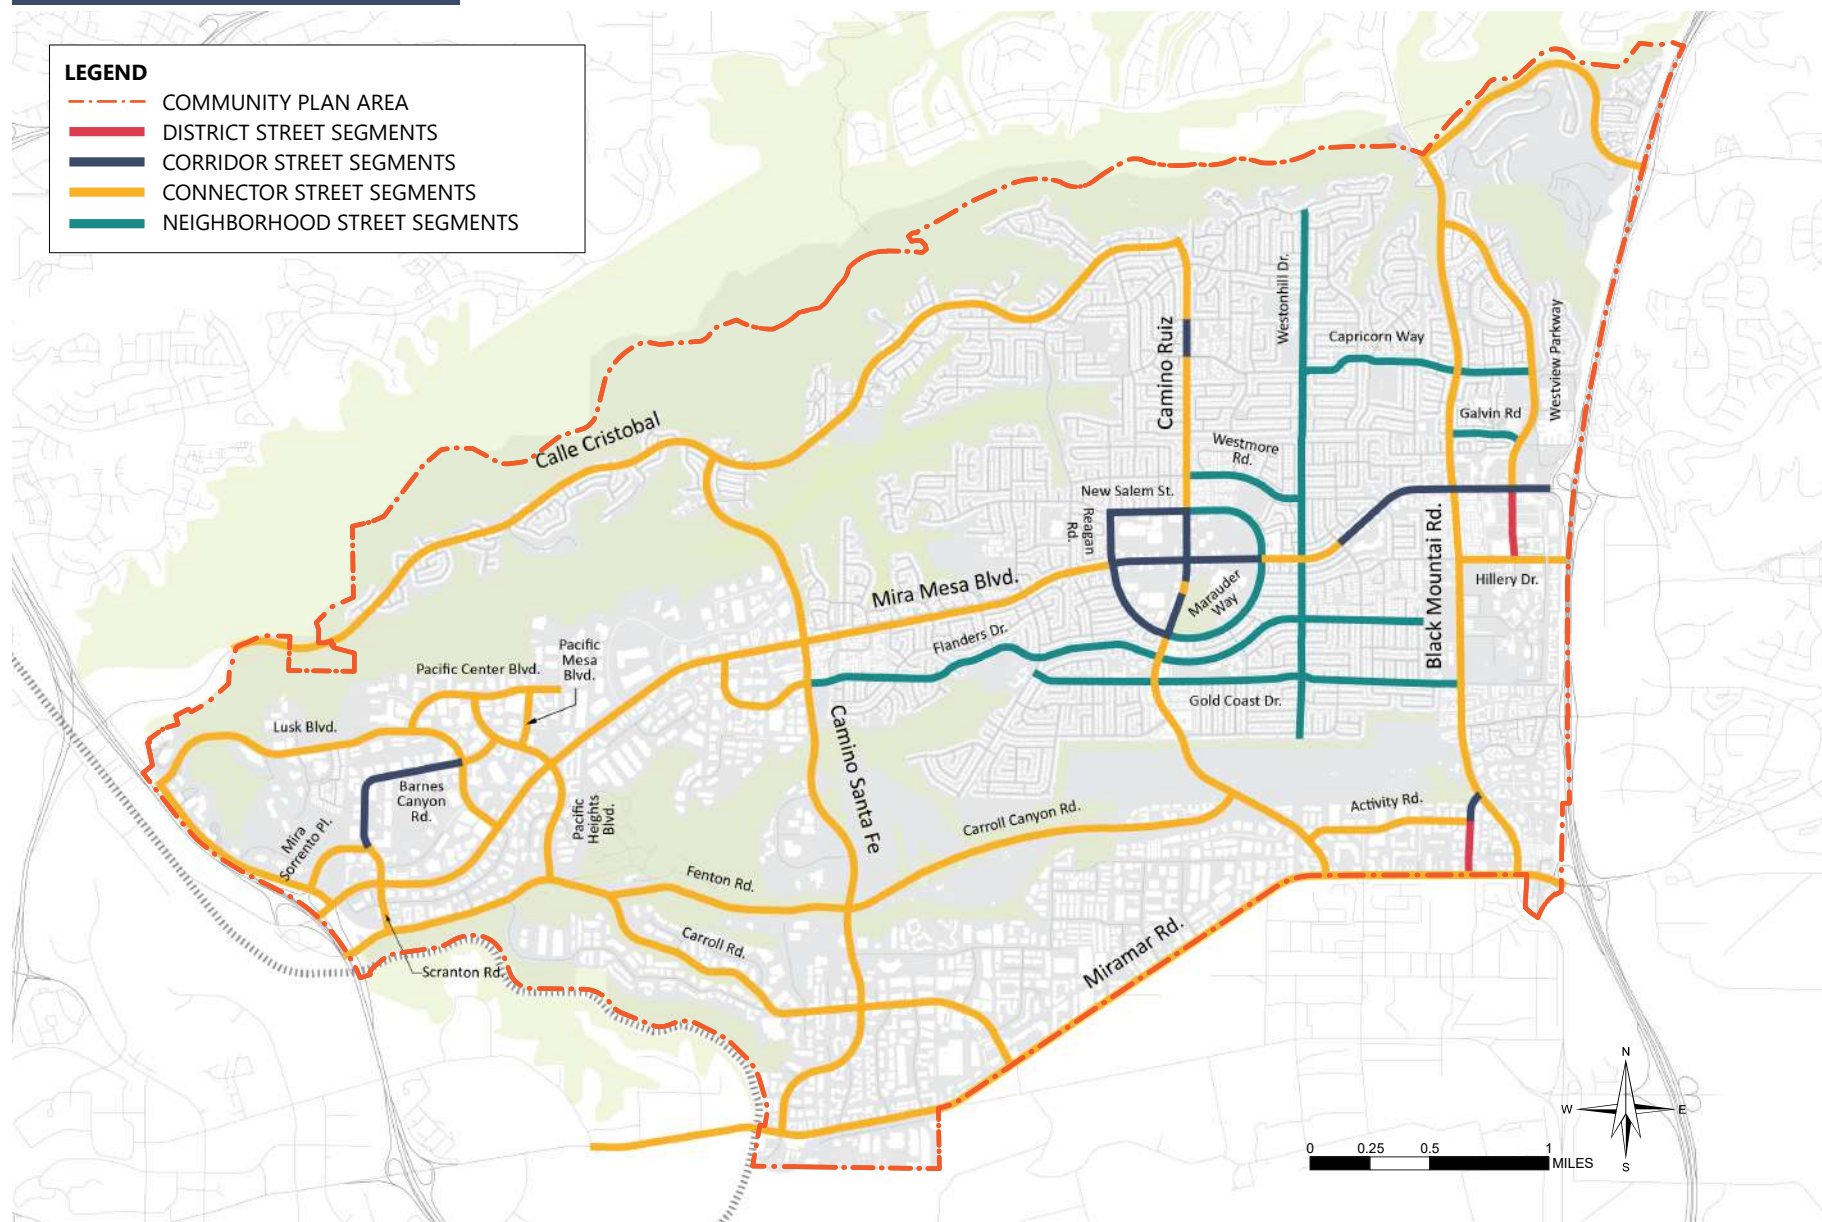 LEGEND
COMMUNITY PLAN AREA
DISTRICT STREET SEGMENTS
CORRIDOR STREET SEGMENTS
CONNECTOR STREET SEGMENTS
NEIGHBORHOOD STREET SEGMENTS
Westonhill Dr.
Camino Ruiz
Capricorn Way
Westview Parkway
Galvin Rd
Calle Cristobal
Westmore
Rd.
New Salem St.
Reagan
Rd.
Black Mountai Rd.
Mira Mesa Blvd.
Marauder
Way
Hillery Dr.
Flanders Dr.
Pacific
Mesa
Blvd.
Pacific Center Blvd.
Gold Coast Dr.
Lusk Blvd.
Camino Santa Fe
Barnes
Canyon
Rd.
Pacific
Heights
Blvd.
Mira
Sorrento Pl.
Activity Rd.
Carroll Canyon Rd.
Fenton Rd.
Carroll Rd.
Miramar Rd.
Scranton Rd.
N
W
E
S
0
0.25
0.5
1
MILES